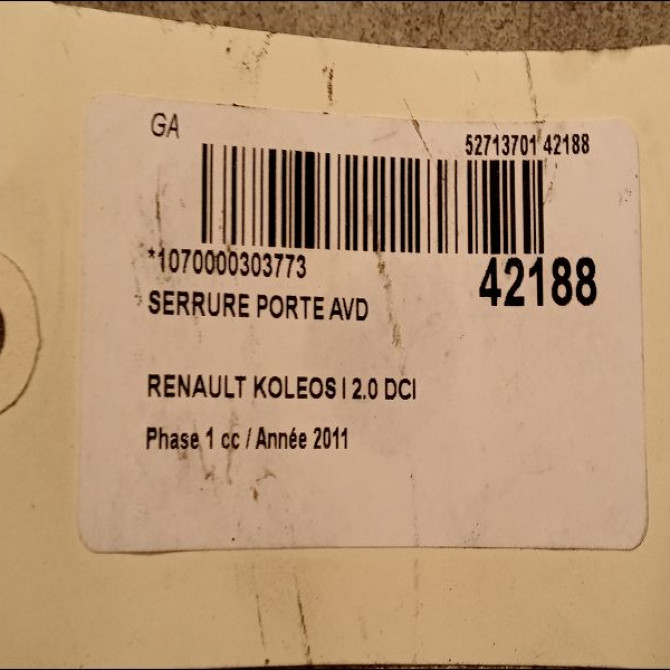 GA
52713701 42188
*1070000303773
42188
SERRURE PORTE AVD
RENAULT KOLEOS I 2.0 DCI
Phase 1 cc / Année 2011